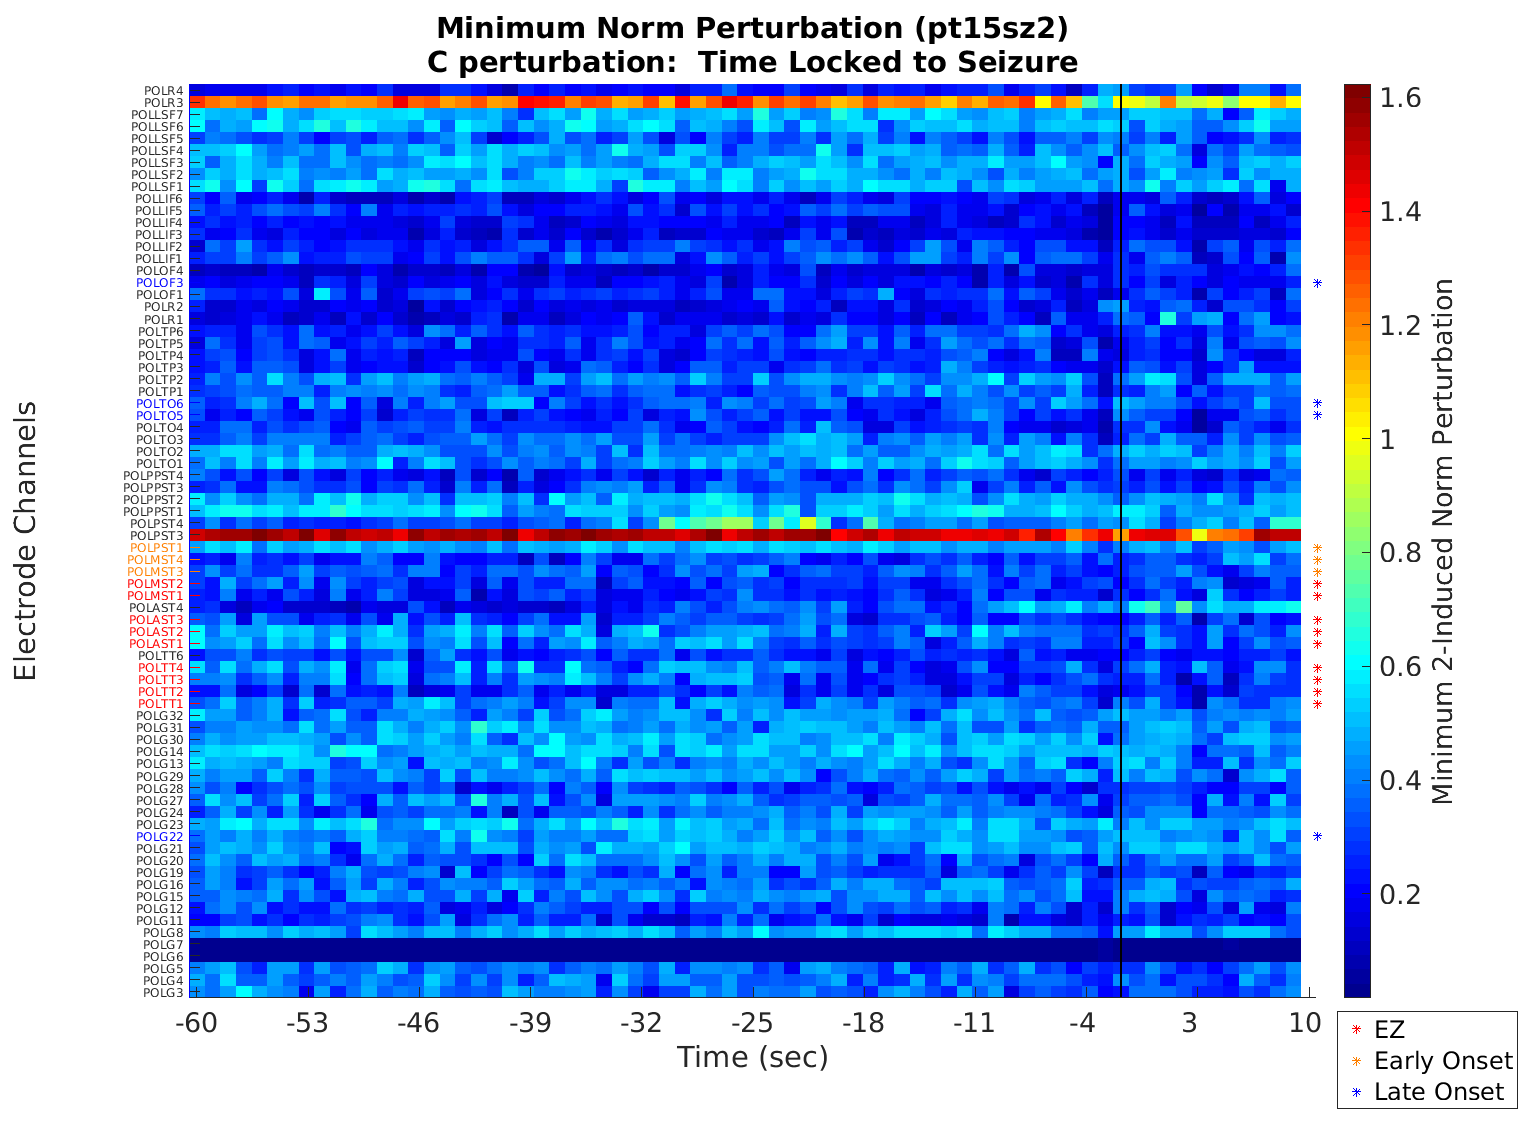 Minimum Norm Perturbation (pt15sz2)
C perturbation:  Time Locked to Seizure
Electrode Channels
POLR4
POLR3
POLLSF7
POLLSF6
POLLSF5
POLLSF4
POLLSF3
POLLSF2
POLLSF1
POLLIF6
POLLIF5
POLLIF4
POLLIF3
POLLIF2
POLLIF1
POLOF4
POLOF3
POLOF1
POLR2
POLR1
POLTP6
POLTP5
POLTP4
POLTP3
POLTP2
POLTP1
POLTO6
POLTO5
POLTO4
POLTO3
POLTO2
POLTO1
POLPPST4
POLPPST3
POLPPST2
POLPPST1
POLPST4
POLPST3
POLPST1
POLMST4
POLMST3
POLMST2
POLMST1
POLAST4
POLAST3
POLAST2
POLAST1
POLTT6
POLTT4
POLTT3
POLTT2
POLTT1
POLG32
POLG31
POLG30
POLG14
POLG13
POLG29
POLG28
POLG27
POLG24
POLG23
POLG22
POLG21
POLG20
POLG19
POLG16
POLG15
POLG12
POLG11
POLG8
POLG7
POLG6
POLG5
POLG4
POLG3
-60 -53 -46 -39 -32 -25 -18 -11 -4 3 10
Time (sec)
1.6
1.4
1.2
1
0.8
0.6
0.4
0.2
Minimum 2-Induced Norm Perturbation
EZ
Early Onset
Late Onset